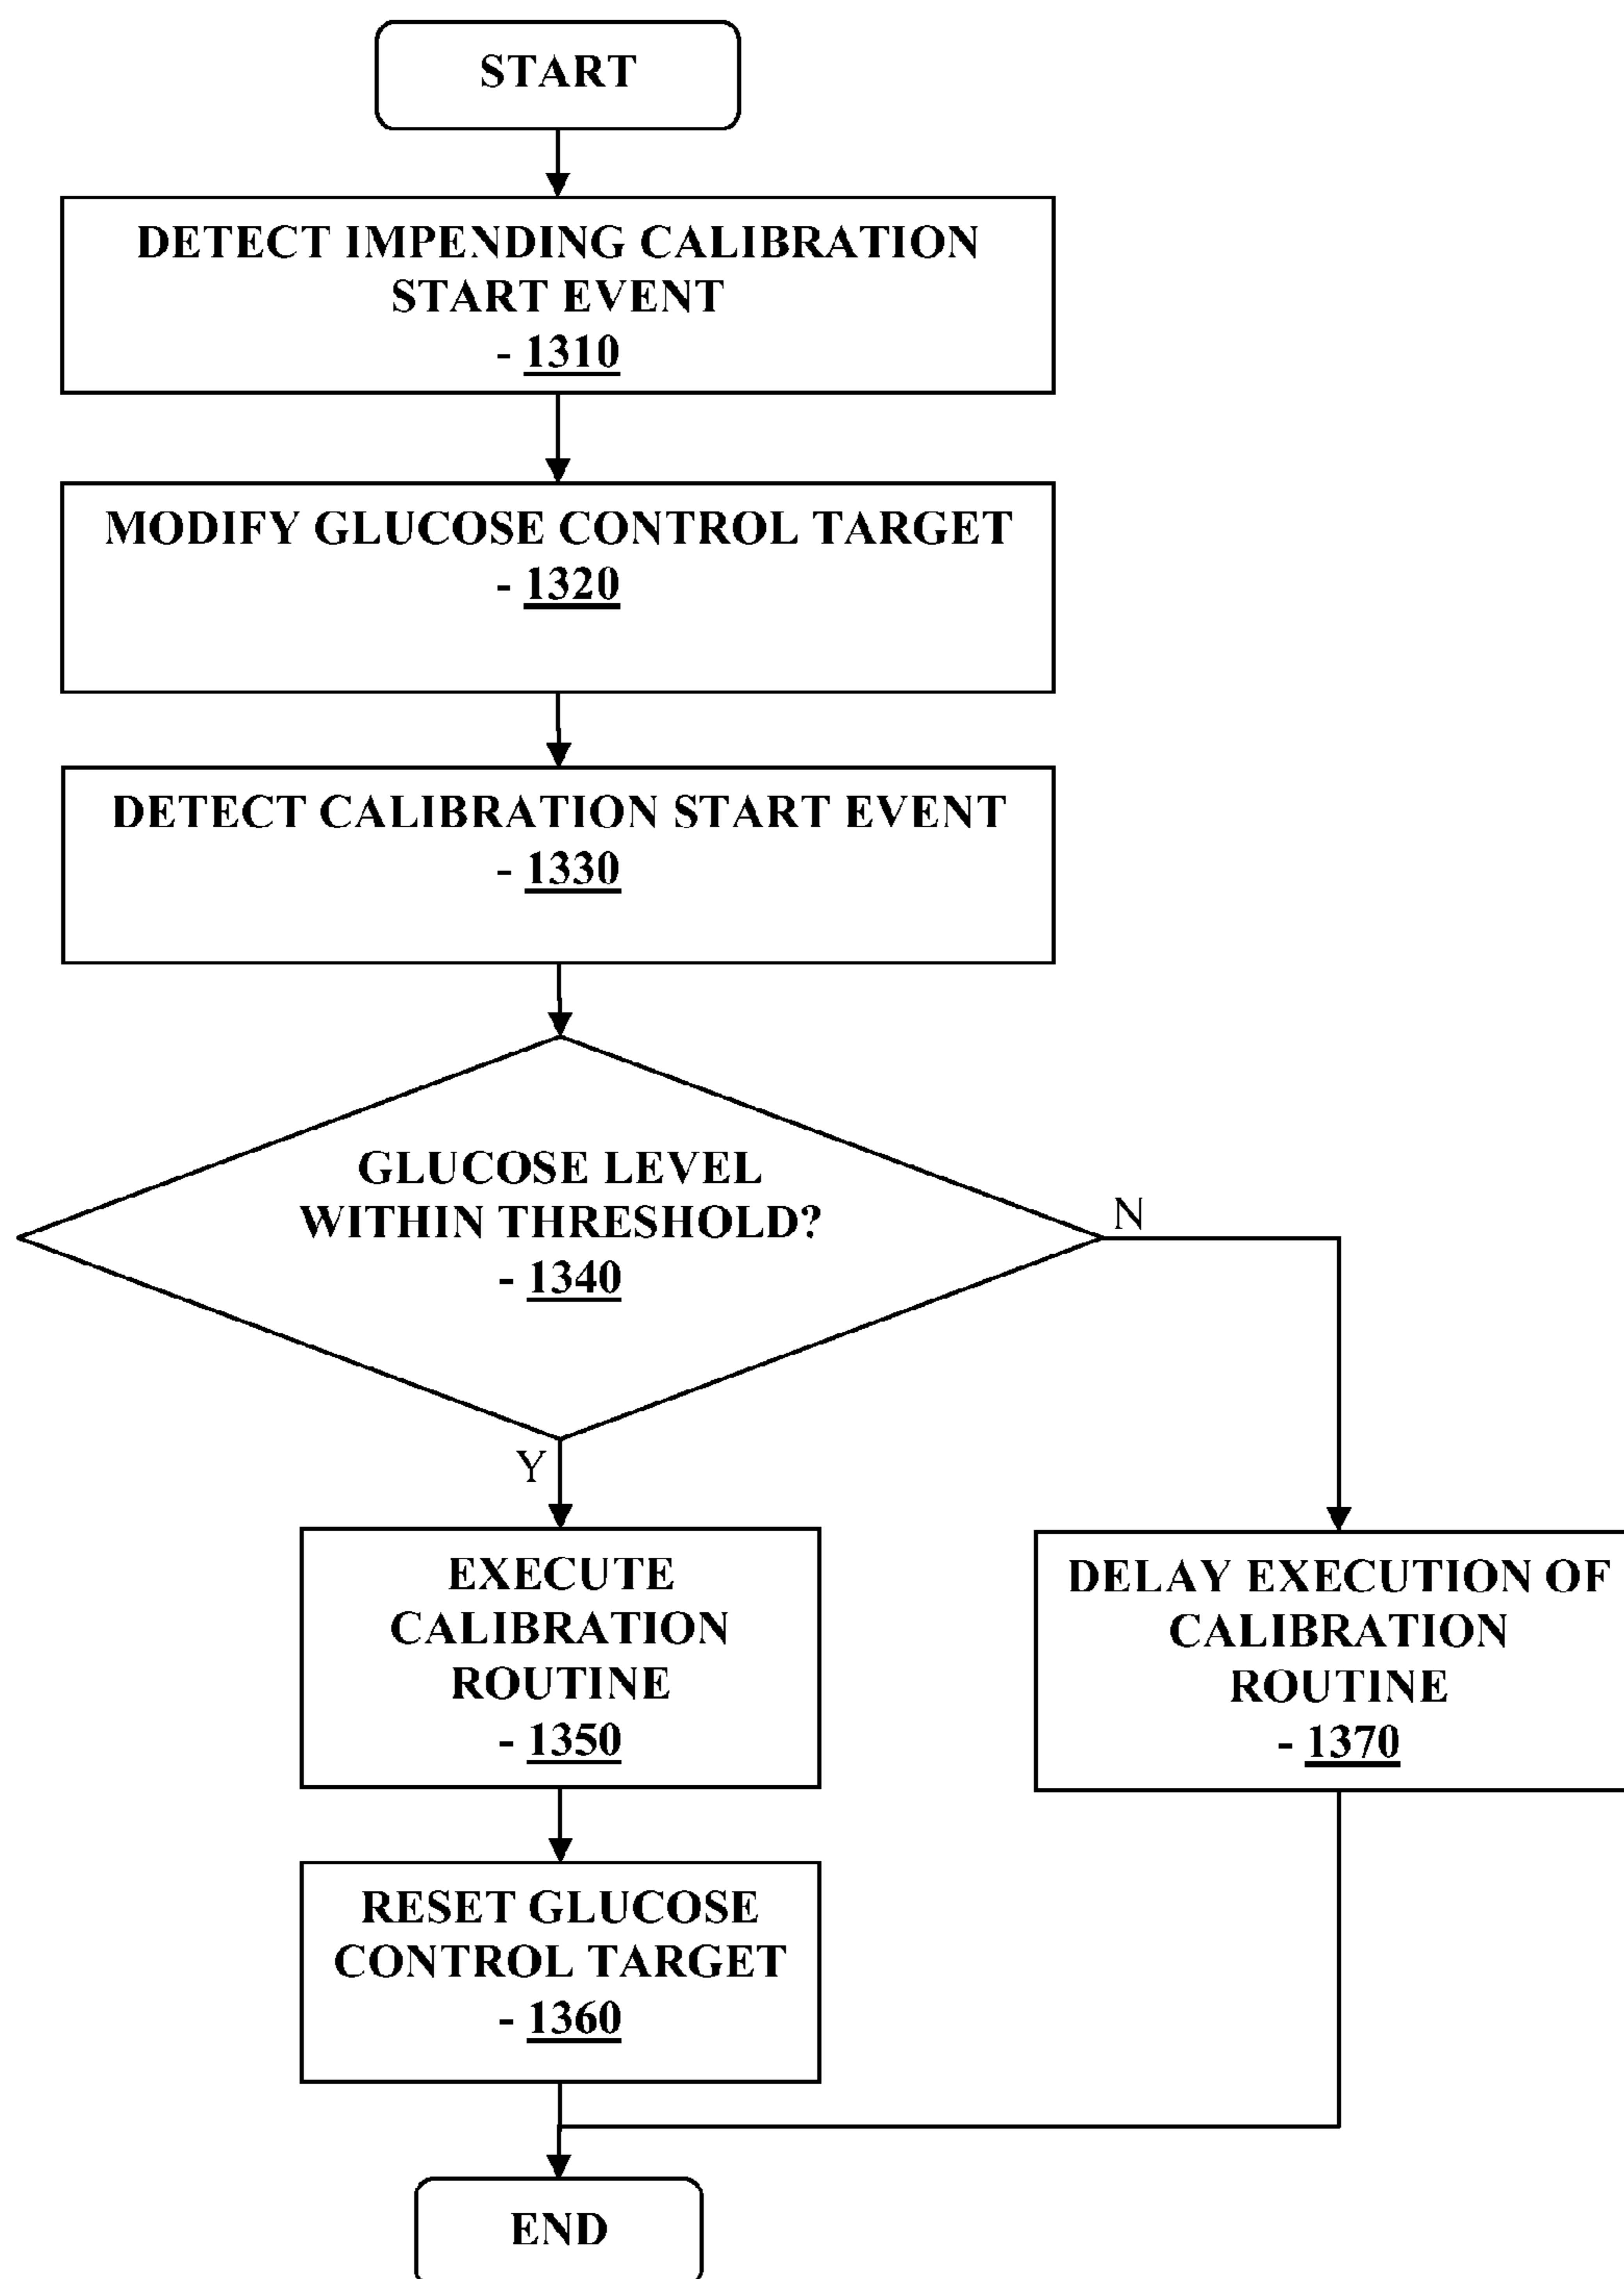 START
DETECT IMPENDING CALIBRATION
START EVENT
- 1310
MODIFY GLUCOSE CONTROL TARGET
- 1320
DETECT CALIBRATION START EVENT
- 1330
GLUCOSE LEVEL
WITHIN THRESHOLD?
- 1340
N
Y
EXECUTE
CALIBRATION
ROUTINE
- 1350
DELAY EXECUTION OF
CALIBRATION
ROUTINE
- 1370
RESET GLUCOSE
CONTROL TARGET
- 1360
END